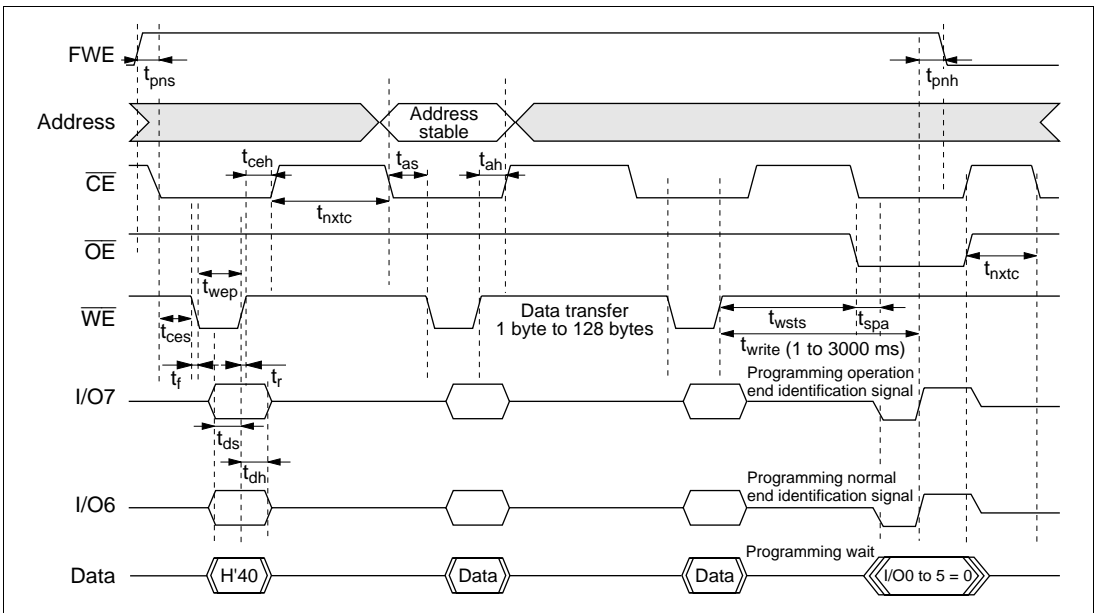 FWE
tpns
tpnh
Address
Address
stable
tceh
tas
tah
CE
tnxtc
OE
tnxtc
twep
WE
Data transfer
1 byte to 128 bytes
twsts
tspa
tces
twrite (1 to 3000 ms)
tf
tr
Programming operation
end identification signal
I/O7
tds
tdh
Programming normal
end identification signal
I/O6
Programming wait
Data
H'40
Data
Data
I/O0 to 5 = 0